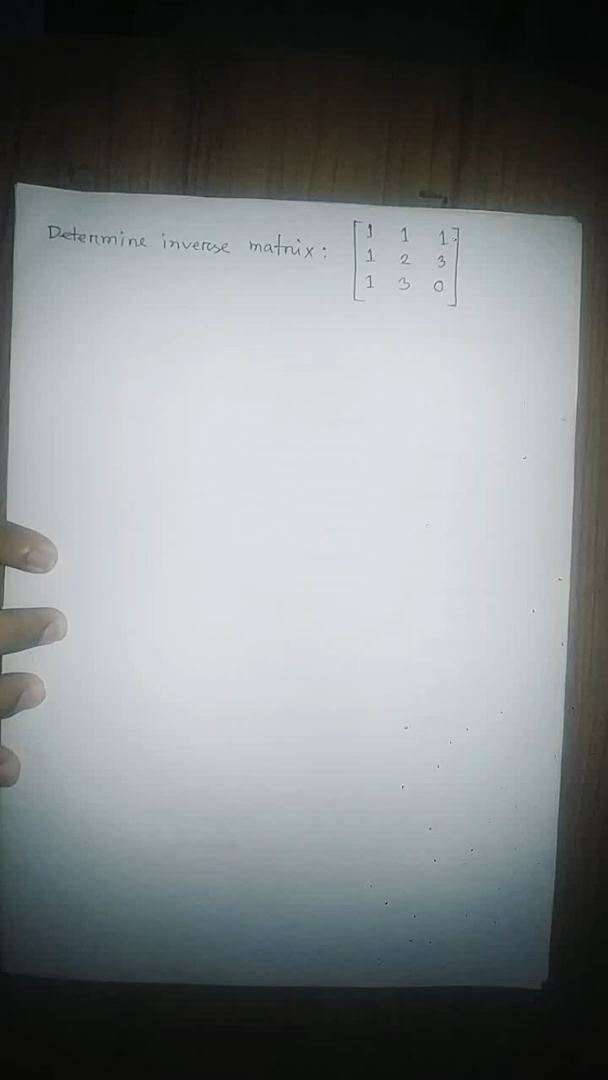 Determine inverse matrix: [1 1 1
1 2 3
1 3 0]